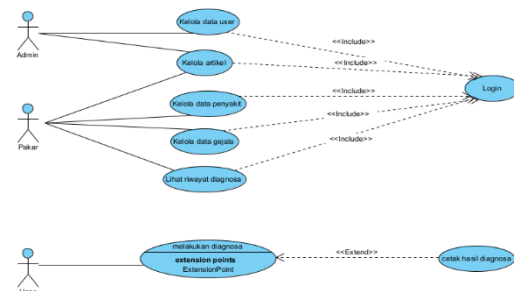 Kelola data user
<<Include>>
Admin
Kelola artikel
<<Include>>
Login
Kelola data penyakit
<<Include>>
<<Include>>
Pakar
Kelola data gejala
<<Include>>
Lihat riwayat diagnosa
melakukan diagnosa
<<Extend>>
extension points
ExtensionPoint
cetak hasil diagnosa
User